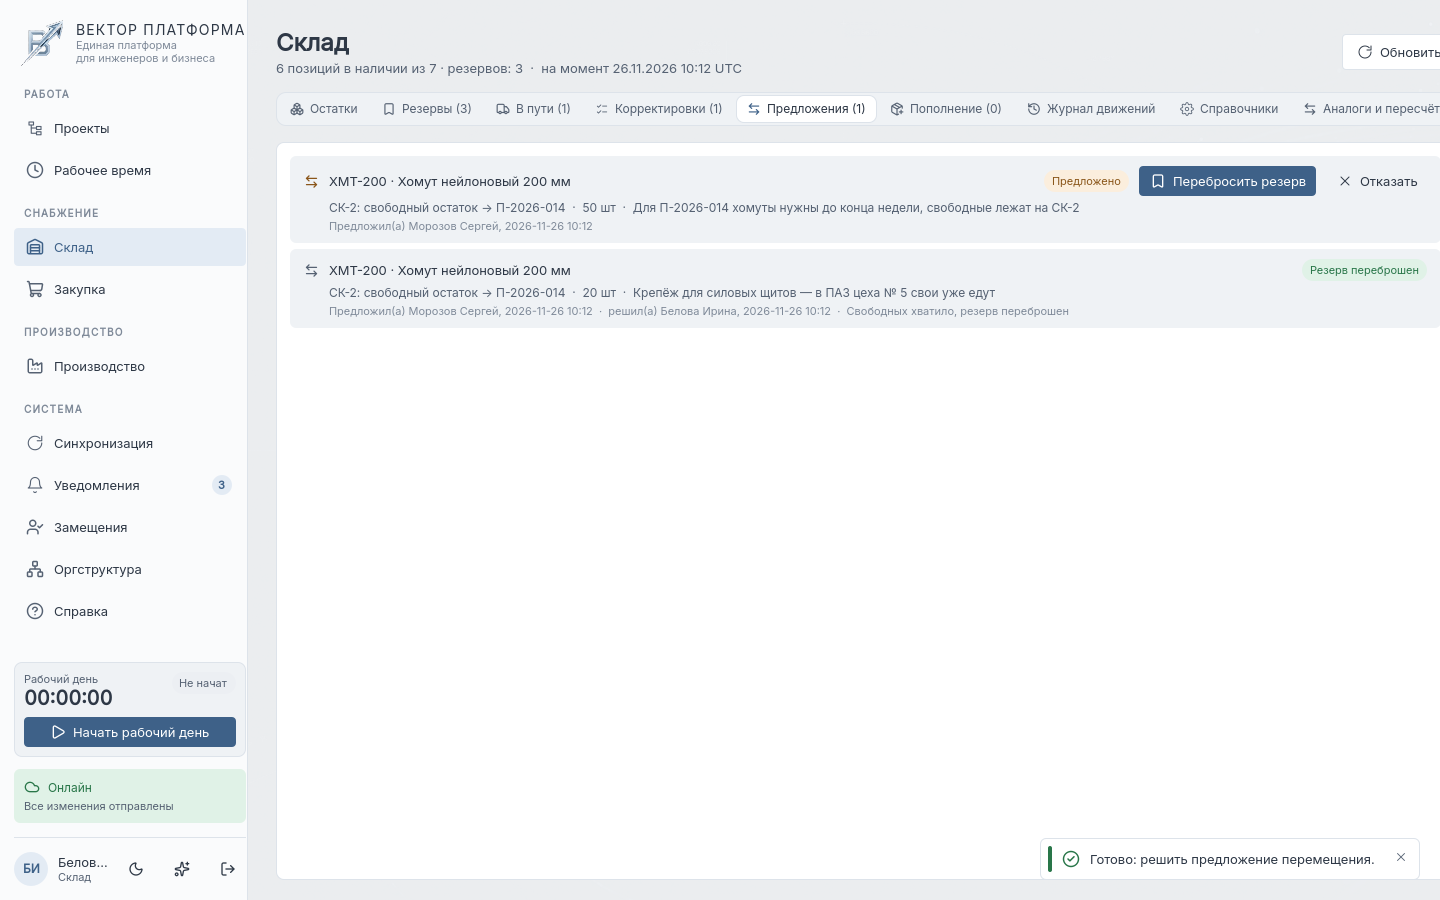 ВЕКТОР ПЛАТФОРМА
Единая платформа
для инженеров и бизнеса
РАБОТА
Проекты
Рабочее время
СНАБЖЕНИЕ
Склад
Закупка
ПРОИЗВОДСТВО
Производство
СИСТЕМА
Синхронизация
Уведомления 3
Замещения
Оргструктура
Справка
Рабочий день
Не начат
00:00:00
Начать рабочий день
Онлайн
Все изменения отправлены
БИ
Белов...
Склад
Склад
6 позиций в наличии из 7 · резервов: 3 · на момент 26.11.2026 10:12 UTC
Обновить
Остатки Резервы (3) В пути (1) Корректировки (1) Предложения (1) Пополнение (0) Журнал движений Справочники Аналоги и пересчёт
ХМТ-200 · Хомут нейлоновый 200 мм Предложено Перебросить резерв Отказать
СК-2: свободный остаток → П-2026-014 · 50 шт · Для П-2026-014 хомуты нужны до конца недели, свободные лежат на СК-2
Предложил(а) Морозов Сергей, 2026-11-26 10:12
ХМТ-200 · Хомут нейлоновый 200 мм Резерв переброшен
СК-2: свободный остаток → П-2026-014 · 20 шт · Крепёж для силовых щитов — в ПАЗ цеха № 5 свои уже едут
Предложил(а) Морозов Сергей, 2026-11-26 10:12 · решил(а) Белова Ирина, 2026-11-26 10:12 · Свободных хватило, резерв переброшен
Готово: решить предложение перемещения.